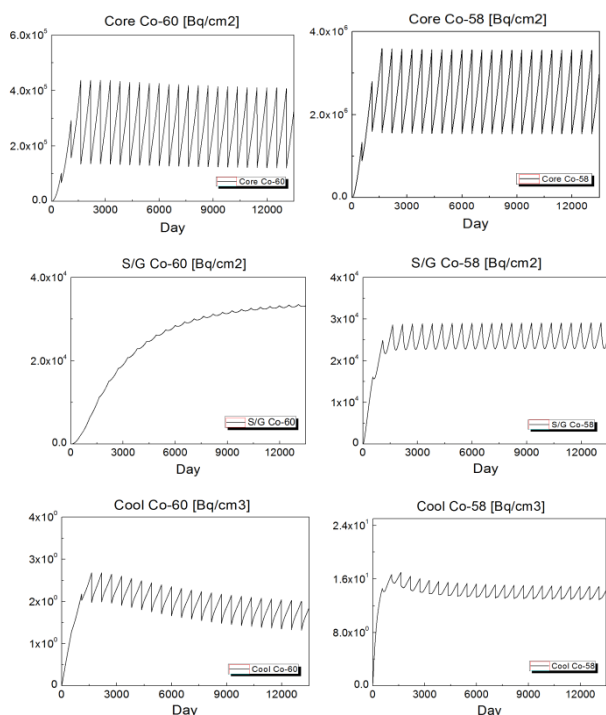 Core Co-60 [Bq/cm2]
6.0x10⁵
4.0x10⁵
2.0x10⁵
0.0
0 3000 6000 9000 12000
Day
Core Co-60
Core Co-58 [Bq/cm2]
4.0x10⁶
2.0x10⁶
0.0
0 3000 6000 9000 12000
Day
Core Co-58
S/G Co-60 [Bq/cm2]
4.0x10⁴
2.0x10⁴
0.0
0 3000 6000 9000 12000
Day
S/G Co-60
S/G Co-58 [Bq/cm2]
4x10⁴
3x10⁴
2x10⁴
1x10⁴
0
0 3000 6000 9000 12000
Day
S/G Co-58
Cool Co-60 [Bq/cm3]
4x10⁰
3x10⁰
2x10⁰
1x10⁰
0
0 3000 6000 9000 12000
Day
Cool Co-60
Cool Co-58 [Bq/cm3]
2.4x10¹
1.6x10¹
8.0x10⁰
0.0
0 3000 6000 9000 12000
Day
Cool Co-58